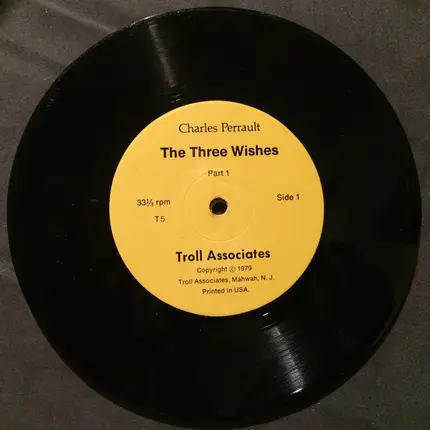 Charles Perrault
The Three Wishes
Part 1
33⅓ rpm
Side 1
T5
Troll Associates
Copyright © 1979
Troll Associates, Mahwah, N. J.
Printed in USA.